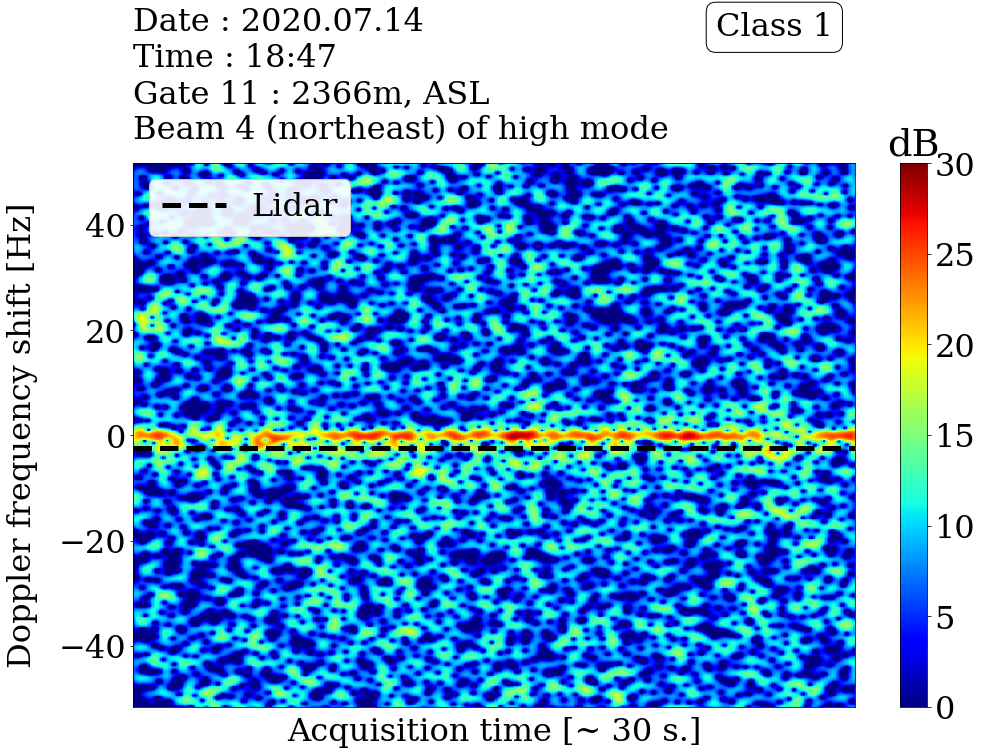 Date : 2020.07.14
Time : 18:47
Gate 11 : 2366m, ASL
Beam 4 (northeast) of high mode
Class 1
dB
Lidar
Doppler frequency shift [Hz]
40
20
0
−20
−40
Acquisition time [~ 30 s.]
30
25
20
15
10
5
0